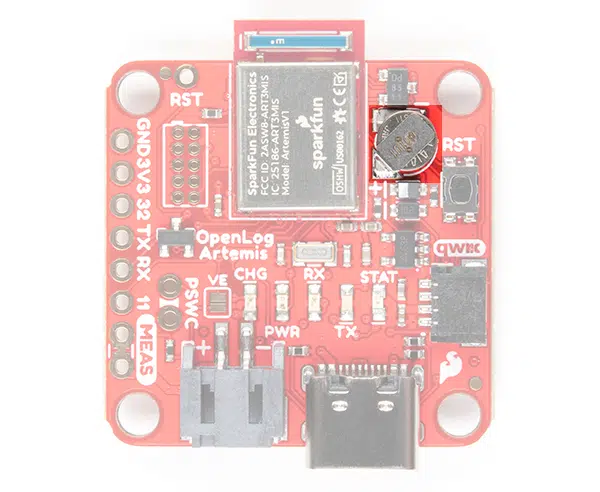 RST
SparkFun Electronics
FCC ID: 2ASW8-ART3MIS
IC: 25186-ART3MIS
Model: ArtemisV1
sparkfun
OSHW US00162
RST
GND
3V3
32
TX
RX
11
MEAS
OpenLog
Artemis
QWIIC
PSWC
VE
CHG
RX
STAT
PWR
TX
+
−
+